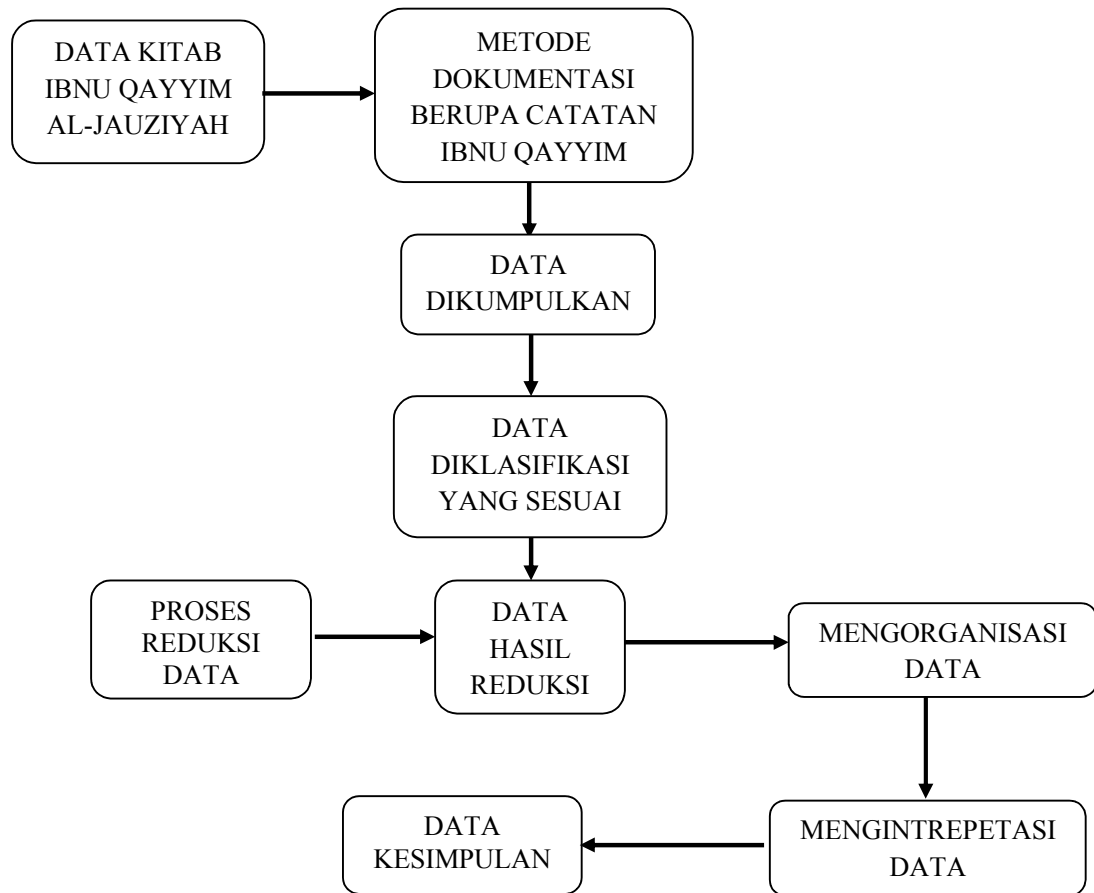 DATA KITAB
IBNU QAYYIM
AL-JAUZIYAH
METODE
DOKUMENTASI
BERUPA CATATAN
IBNU QAYYIM
DATA
DIKUMPULKAN
DATA
DIKLASIFIKASI
YANG SESUAI
PROSES
REDUKSI
DATA
DATA
HASIL
REDUKSI
MENGORGANISASI
DATA
MENGINTREPETASI
DATA
DATA
KESIMPULAN